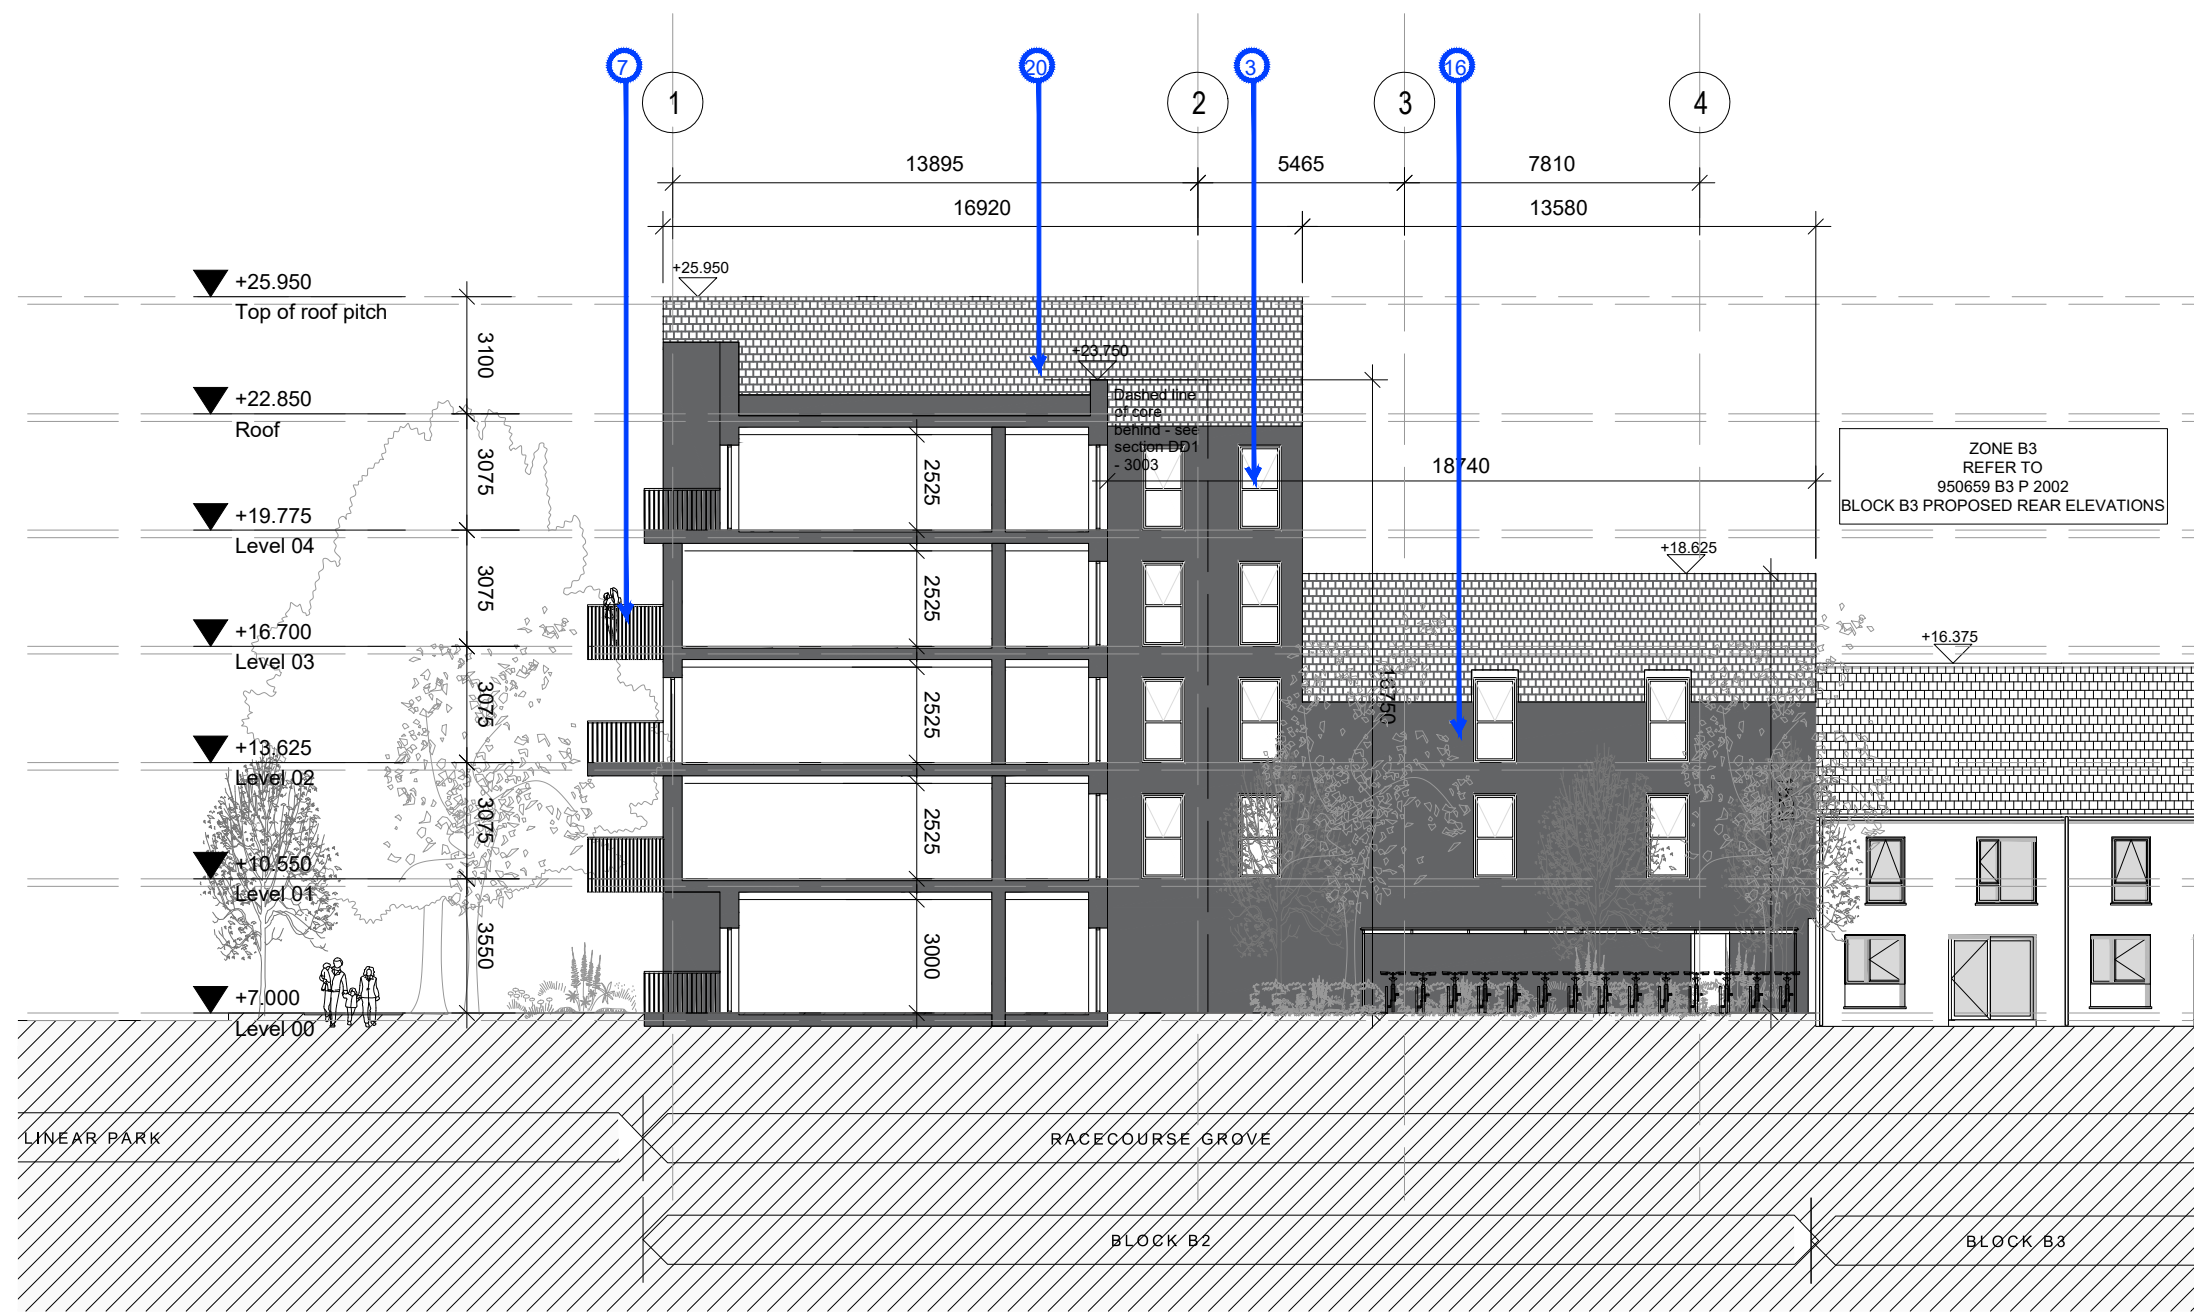 7
20
3
16
1
2
3
4
13895
5465
7810
16920
13580
+25.950
+25.950
Top of roof pitch
3100
+23.750
+22.850
Roof
Dashed line
of core
behind - see
section DD1
- 3003
3075
2525
18740
ZONE B3
REFER TO
950659 B3 P 2002
BLOCK B3 PROPOSED REAR ELEVATIONS
+19.775
Level 04
+18.625
3075
2525
+16.700
Level 03
+16.375
3075
2525
16750
+13.625
Level 02
3075
2525
+10.550
Level 01
3550
3000
+7.000
Level 00
LINEAR PARK
RACECOURSE GROVE
BLOCK B2
BLOCK B3